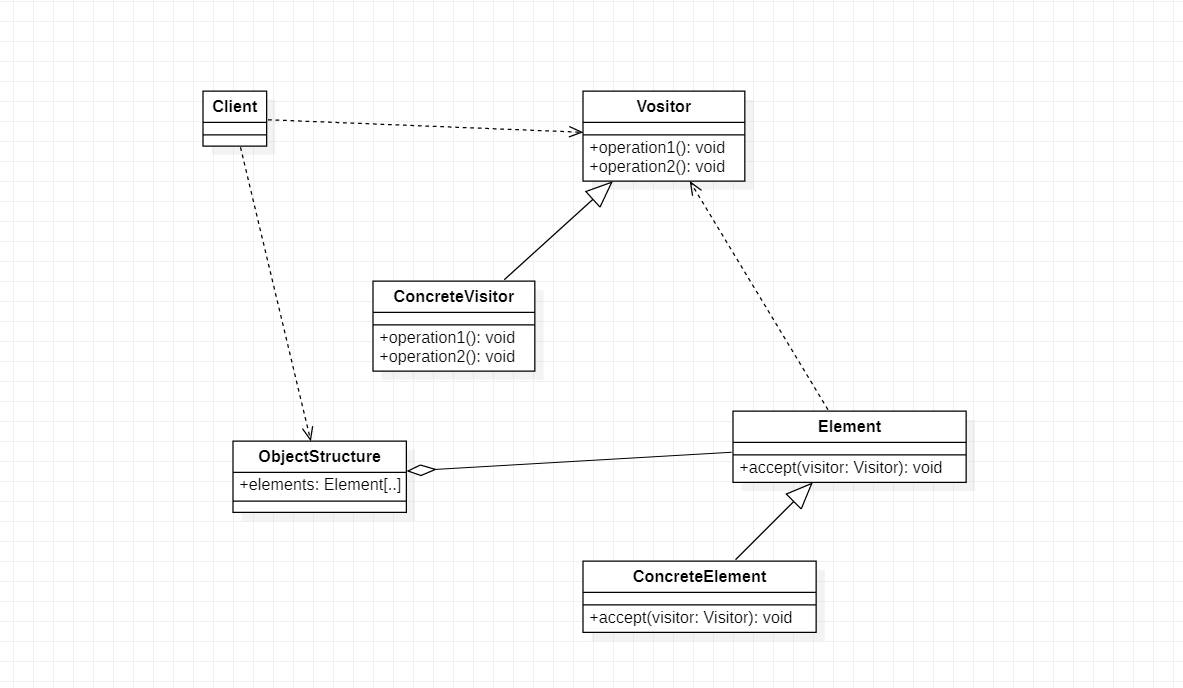 Client
Vositor
+operation1(): void
+operation2(): void
ConcreteVisitor
+operation1(): void
+operation2(): void
ObjectStructure
+elements: Element[..]
Element
+accept(visitor: Visitor): void
ConcreteElement
+accept(visitor: Visitor): void